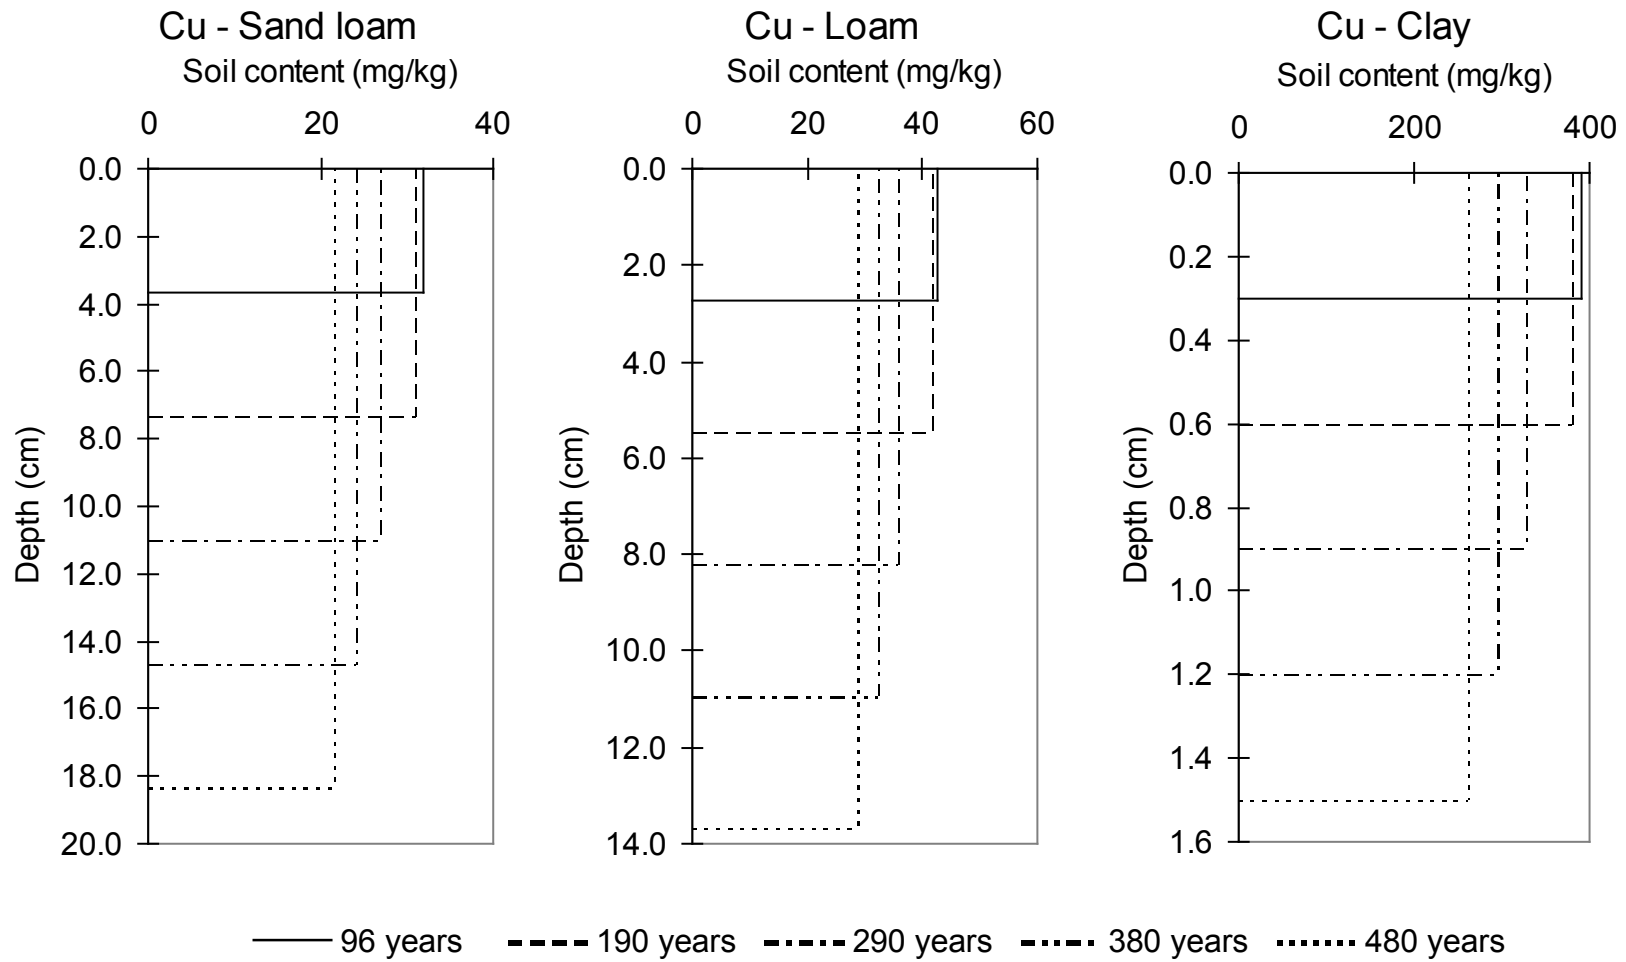 Cu - Sand loam
Soil content (mg/kg)
0 20 40
0.0
2.0
4.0
6.0
8.0
10.0
12.0
14.0
16.0
18.0
20.0
Depth (cm)
Cu - Loam
Soil content (mg/kg)
0 20 40 60
0.0
2.0
4.0
6.0
8.0
10.0
12.0
14.0
Depth (cm)
Cu - Clay
Soil content (mg/kg)
0 200 400
0.0
0.2
0.4
0.6
0.8
1.0
1.2
1.4
1.6
Depth (cm)
96 years 190 years 290 years 380 years 480 years